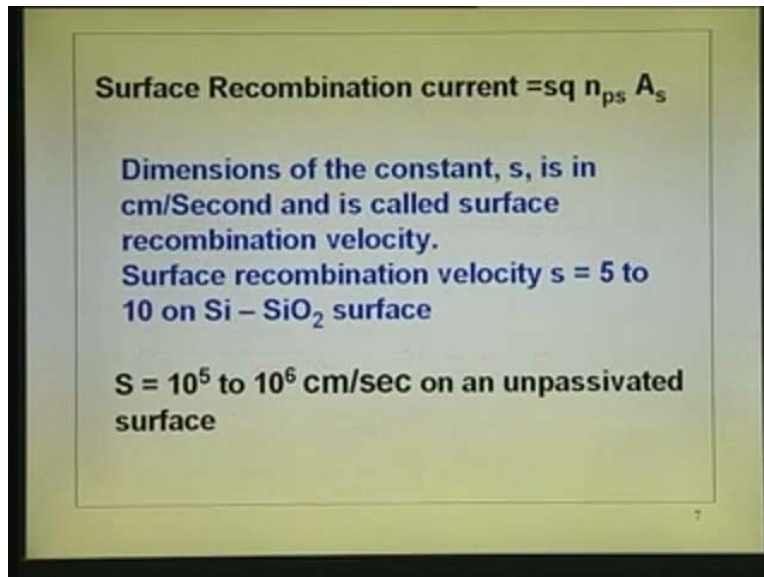 Surface Recombination current =sq nps As
Dimensions of the constant, s, is in
cm/Second and is called surface
recombination velocity.
Surface recombination velocity s = 5 to
10 on Si – SiO2 surface
S = 10⁵ to 10⁶ cm/sec on an unpassivated
surface
7